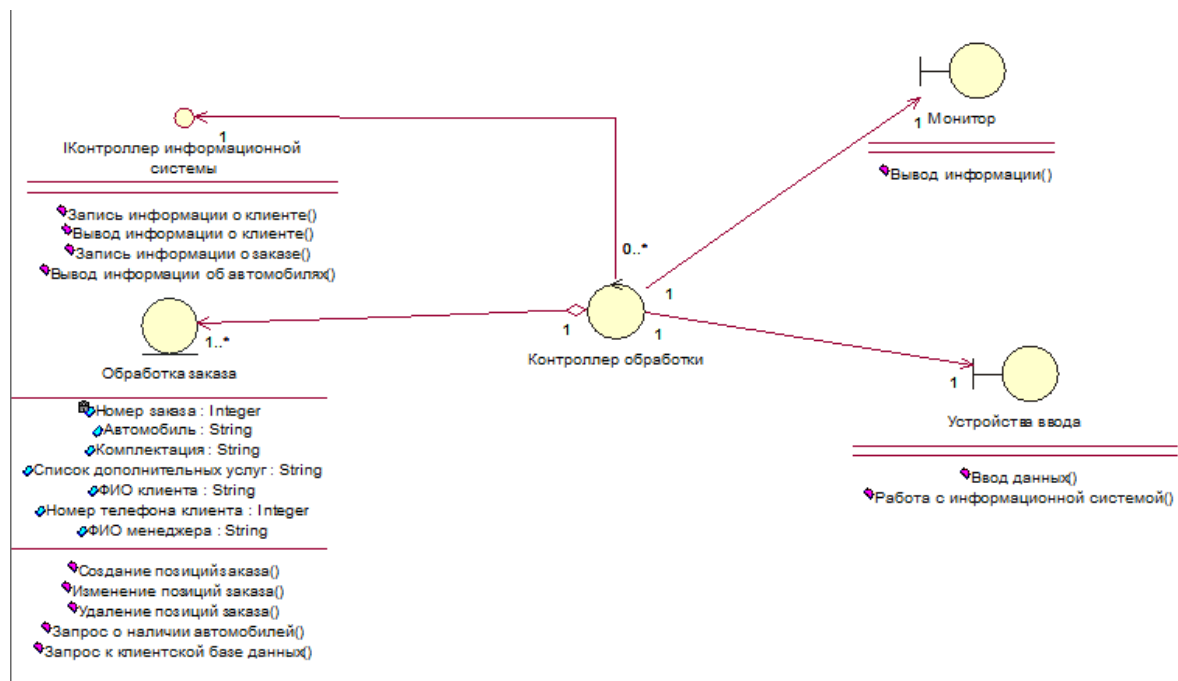 1
IКонтроллер информационной
системы
Запись информации о клиенте()
Вывод информации о клиенте()
Запись информации о заказе()
Вывод информации об автомобилях()
1
Монитор
Вывод информации()
0..*
1
1
1
Контроллер обработки
1..*
Обработка заказа
Номер заказа : Integer
Автомобиль : String
Комплектация : String
Список дополнительных услуг : String
ФИО клиента : String
Номер телефона клиента : Integer
ФИО менеджера : String
Создание позиций заказа()
Изменение позиций заказа()
Удаление позиций заказа()
Запрос о наличии автомобилей()
Запрос к клиентской базе данных()
1
Устройства ввода
Ввод данных()
Работа с информационной системой()